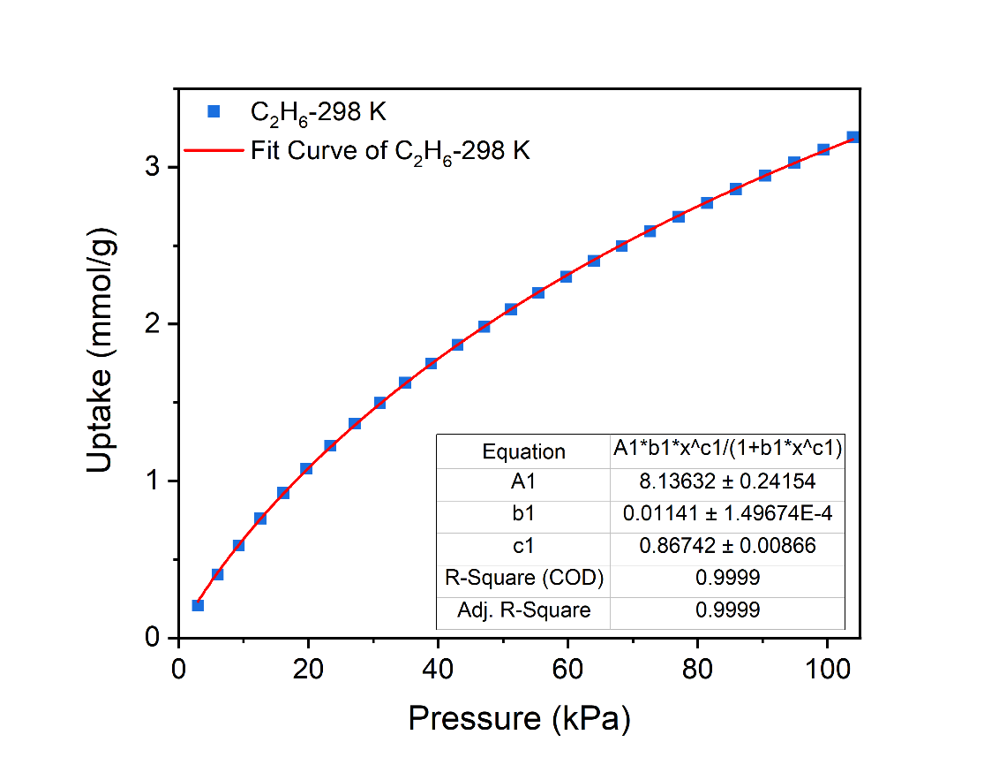 C₂H₆-298 K
Fit Curve of C₂H₆-298 K
3
2
1
0
Uptake (mmol/g)
Equation A1*b1*x^c1/(1+b1*x^c1)
A1 8.13632 ± 0.24154
b1 0.01141 ± 1.49674E-4
c1 0.86742 ± 0.00866
R-Square (COD) 0.9999
Adj. R-Square 0.9999
0 20 40 60 80 100
Pressure (kPa)